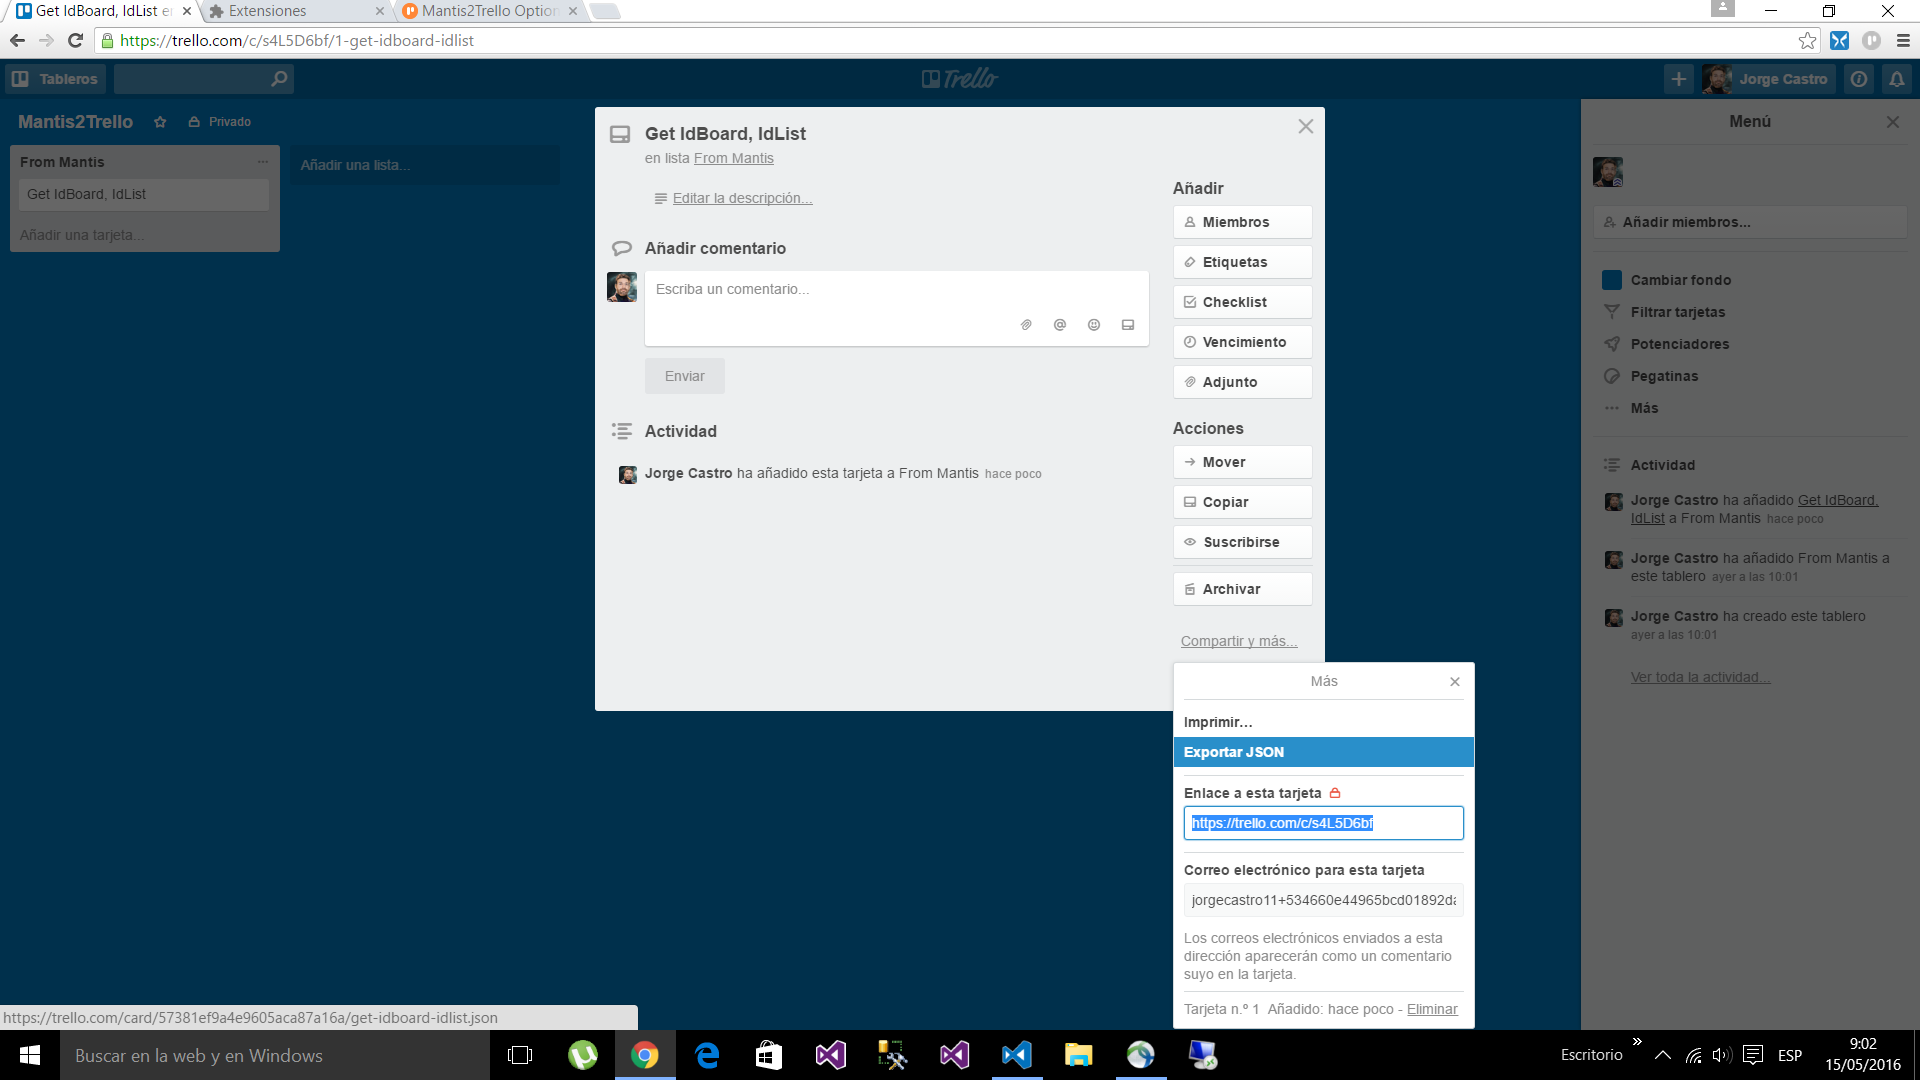 Get IdBoard, IdList e
Extensiones
Mantis2Trello Option
https://trello.com/c/s4L5D6bf/1-get-idboard-idlist
Tableros
Trello
Jorge Castro
Mantis2Trello
Privado
From Mantis
Get IdBoard, IdList
Añadir una tarjeta...
Añadir una lista...
Get IdBoard, IdList
en lista From Mantis
Editar la descripción...
Añadir comentario
Escriba un comentario...
Enviar
Actividad
Jorge Castro ha añadido esta tarjeta a From Mantis hace poco
Añadir
Miembros
Etiquetas
Checklist
Vencimiento
Adjunto
Acciones
Mover
Copiar
Suscribirse
Archivar
Compartir y más...
Más
Imprimir...
Exportar JSON
Enlace a esta tarjeta
https://trello.com/c/s4L5D6bf
Correo electrónico para esta tarjeta
jorgecastro11+534660e44965bcd01892da
Los correos electrónicos enviados a esta
dirección aparecerán como un comentario
suyo en la tarjeta.
Tarjeta n.º 1 Añadido: hace poco - Eliminar
Menú
Añadir miembros...
Cambiar fondo
Filtrar tarjetas
Potenciadores
Pegatinas
Más
Actividad
Jorge Castro ha añadido Get IdBoard,
IdList a From Mantis hace poco
Jorge Castro ha añadido From Mantis a
este tablero ayer a las 10:01
Jorge Castro ha creado este tablero
ayer a las 10:01
Ver toda la actividad...
https://trello.com/card/57381ef9a4e9605aca87a16a/get-idboard-idlist.json
Buscar en la web y en Windows
Escritorio
ESP
9:02
15/05/2016